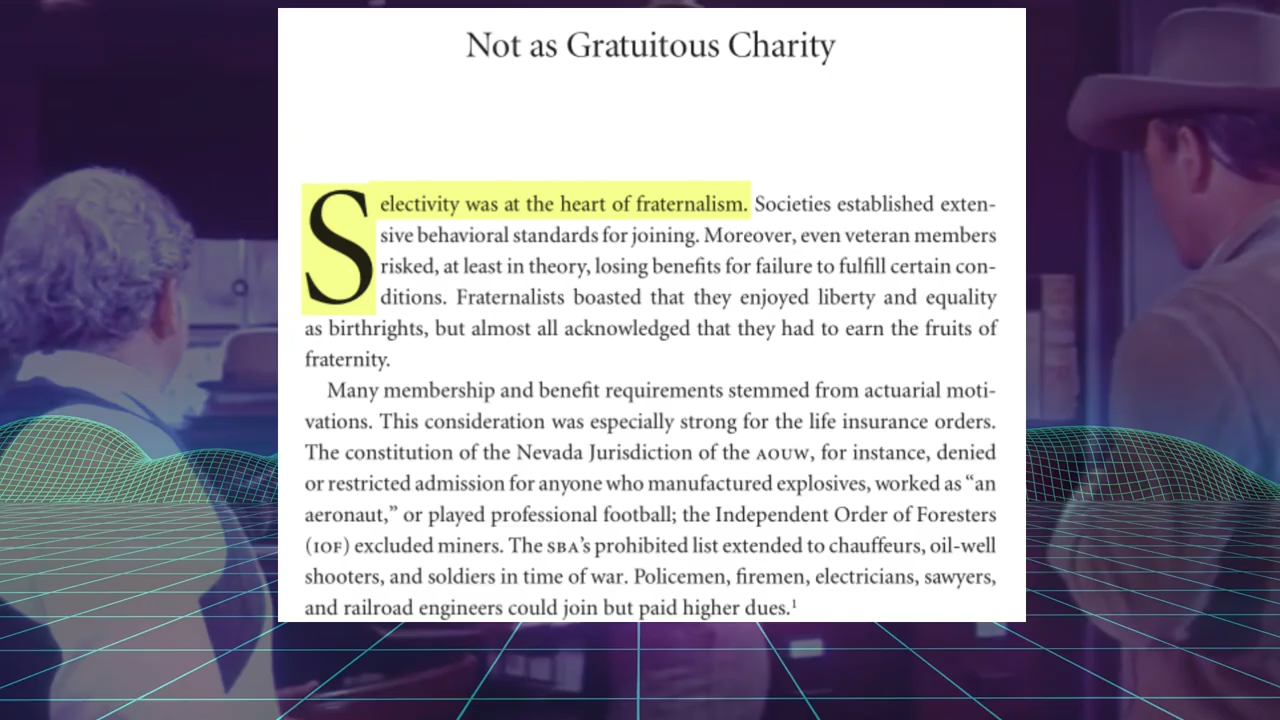 Not as Gratuitous Charity
Selectivity was at the heart of fraternalism. Societies established exten-
sive behavioral standards for joining. Moreover, even veteran members
risked, at least in theory, losing benefits for failure to fulfill certain con-
ditions. Fraternalists boasted that they enjoyed liberty and equality
as birthrights, but almost all acknowledged that they had to earn the fruits of
fraternity.
Many membership and benefit requirements stemmed from actuarial moti-
vations. This consideration was especially strong for the life insurance orders.
The constitution of the Nevada Jurisdiction of the AOUW, for instance, denied
or restricted admission for anyone who manufactured explosives, worked as “an
aeronaut,” or played professional football; the Independent Order of Foresters
(IOF) excluded miners. The SBA’s prohibited list extended to chauffeurs, oil-well
shooters, and soldiers in time of war. Policemen, firemen, electricians, sawyers,
and railroad engineers could join but paid higher dues.¹